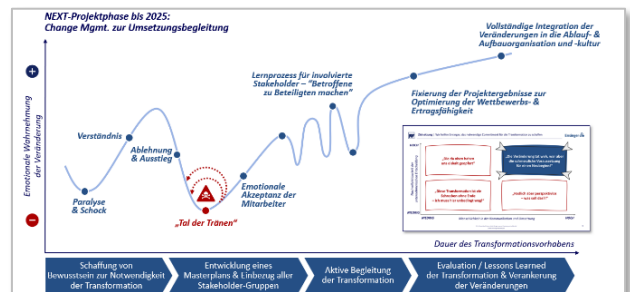 NEXT-Projektphase bis 2025:
Change Mgmt. zur Umsetzungsbegleitung
Vollständige Integration der
Veränderungen in die Ablauf- &
Aufbauorganisation und -kultur
Lernprozess für involvierte
Stakeholder – "Betroffene
zu Beteiligten machen"
Fixierung der Projektergebnisse zur
Optimierung der Wettbewerbs- &
Ertragsfähigkeit
Emotionale Wahrnehmung
der Veränderung
Verständnis
Ablehnung
& Ausstieg
Paralyse
& Schock
„Tal der Tränen"
Emotionale
Akzeptanz der
Mitarbeiter
Dauer des Transformationsvorhabens
Schaffung von
Bewusstsein zur Notwendigkeit
der Transformation
Entwicklung eines
Masterplans & Einbezug aller
Stakeholder-Gruppen
Aktive Begleitung
der Transformation
Evaluation / Lessons Learned
der Transformation & Verankerung
der Veränderungen